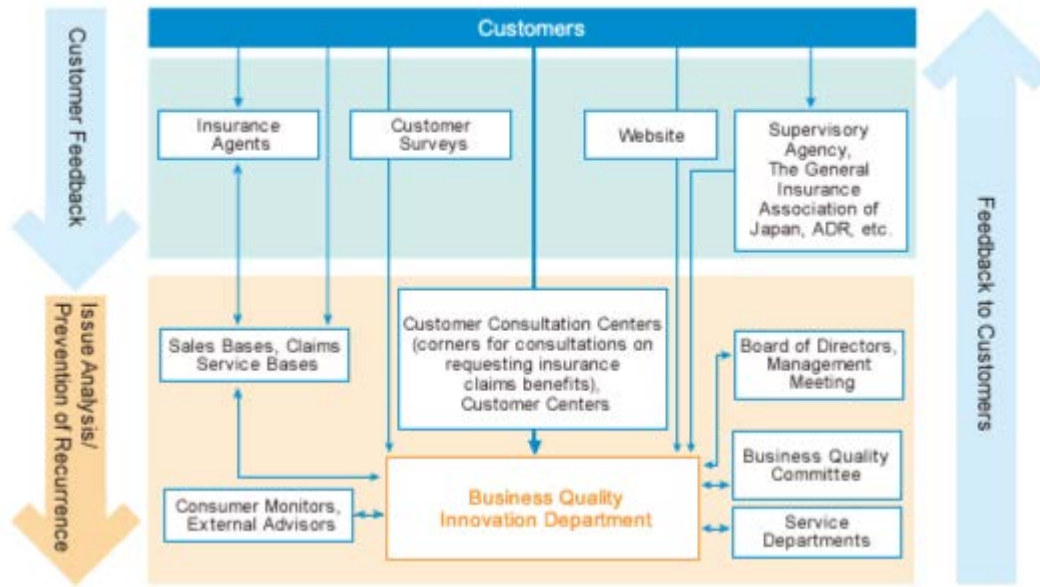 Customers
Customer Feedback
Insurance
Agents
Customer
Surveys
Website
Supervisory
Agency,
The General
Insurance
Association of
Japan, ADR, etc.
Feedback to Customers
Issue Analysis/
Prevention of Recurrence
Sales Bases, Claims
Service Bases
Customer Consultation Centers
(corners for consultations on
requesting insurance
claims benefits),
Customer Centers
Board of Directors,
Management
Meeting
Business Quality
Committee
Consumer Monitors,
External Advisors
Business Quality
Innovation Department
Service
Departments